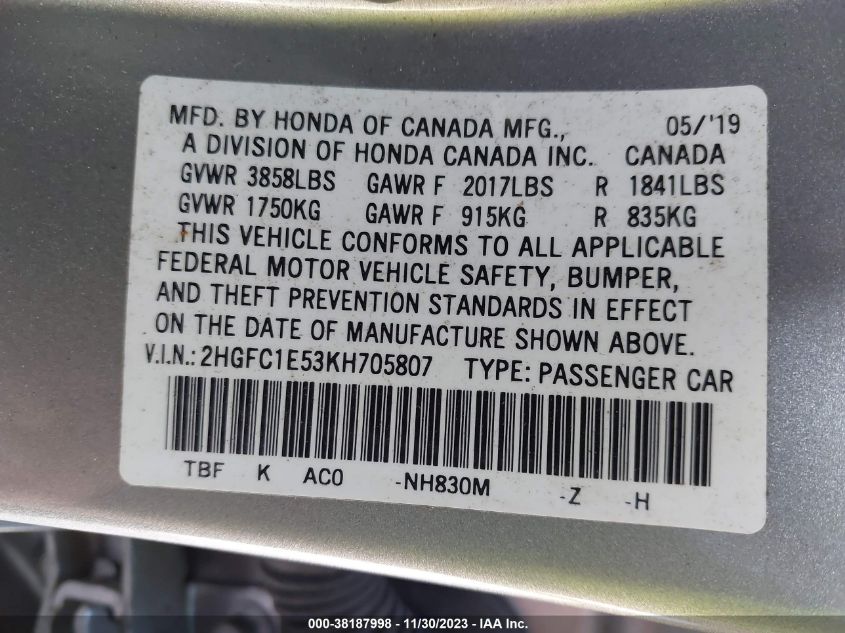 MFD. BY HONDA OF CANADA MFG., 05/'19
A DIVISION OF HONDA CANADA INC. CANADA
GVWR 3858LBS GAWR F 2017LBS R 1841LBS
GVWR 1750KG GAWR F 915KG R 835KG
THIS VEHICLE CONFORMS TO ALL APPLICABLE
FEDERAL MOTOR VEHICLE SAFETY, BUMPER,
AND THEFT PREVENTION STANDARDS IN EFFECT
ON THE DATE OF MANUFACTURE SHOWN ABOVE.
V.I.N.: 2HGFC1E53KH705807 TYPE: PASSENGER CAR
TBF K AC0 -NH830M -Z -H
000-38187998 - 11/30/2023 - IAA Inc.